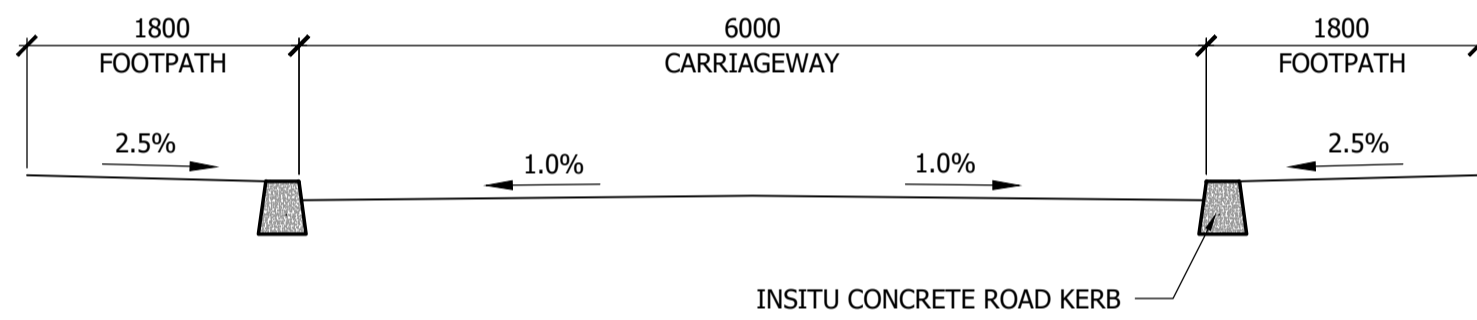 1800
FOOTPATH
6000
CARRIAGEWAY
1800
FOOTPATH
2.5%
1.0%
1.0%
2.5%
INSITU CONCRETE ROAD KERB